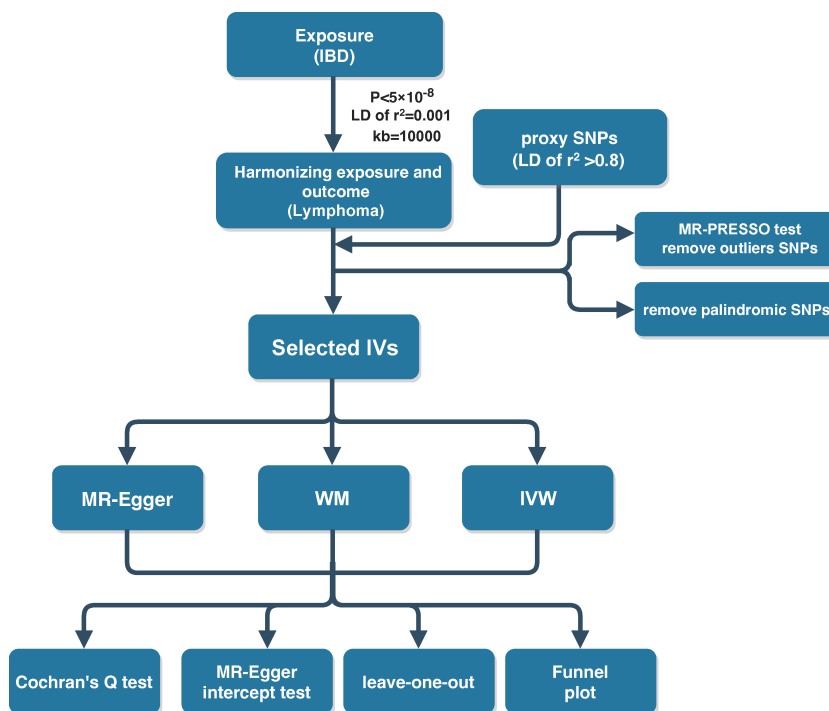 Exposure
(IBD)
P<5×10⁻⁸
LD of r²=0.001
kb=10000
proxy SNPs
(LD of r² >0.8)
Harmonizing exposure and
outcome
(Lymphoma)
MR-PRESSO test
remove outliers SNPs
remove palindromic SNPs
Selected IVs
MR-Egger
WM
IVW
Cochran's Q test
MR-Egger
intercept test
leave-one-out
Funnel
plot